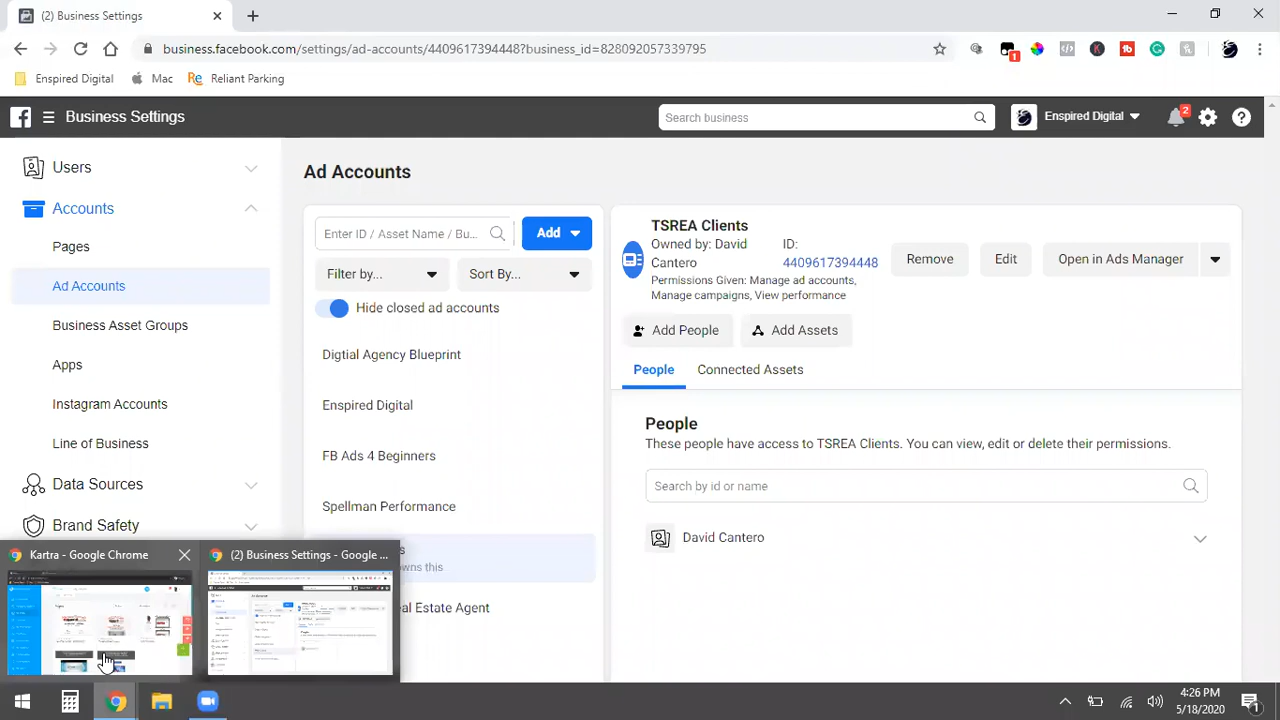 (2) Business Settings
business.facebook.com/settings/ad-accounts/44096173944​48?business_id=828092057339795
1
Enspired Digital
Mac
Reliant Parking
Business Settings
Search business
Enspired Digital
2
Users
Accounts
Pages
Ad Accounts
Business Asset Groups
Apps
Instagram Accounts
Line of Business
Data Sources
Brand Safety
Ad Accounts
Enter ID / Asset Name / Bu...
Add
Filter by...
Sort By...
Hide closed ad accounts
Digtial Agency Blueprint
Enspired Digital
FB Ads 4 Beginners
Spellman Performance
wns this
al Estate Agent
TSREA Clients
Owned by: David
Cantero
ID:
4409617394448
Permissions Given: Manage ad accounts,
Manage campaigns, View performance
Remove
Edit
Open in Ads Manager
Add People
Add Assets
People
Connected Assets
People
These people have access to TSREA Clients. You can view, edit or delete their permissions.
Search by id or name
David Cantero
Kartra - Google Chrome
(2) Business Settings - Google ...
4:26 PM
5/18/2020
1